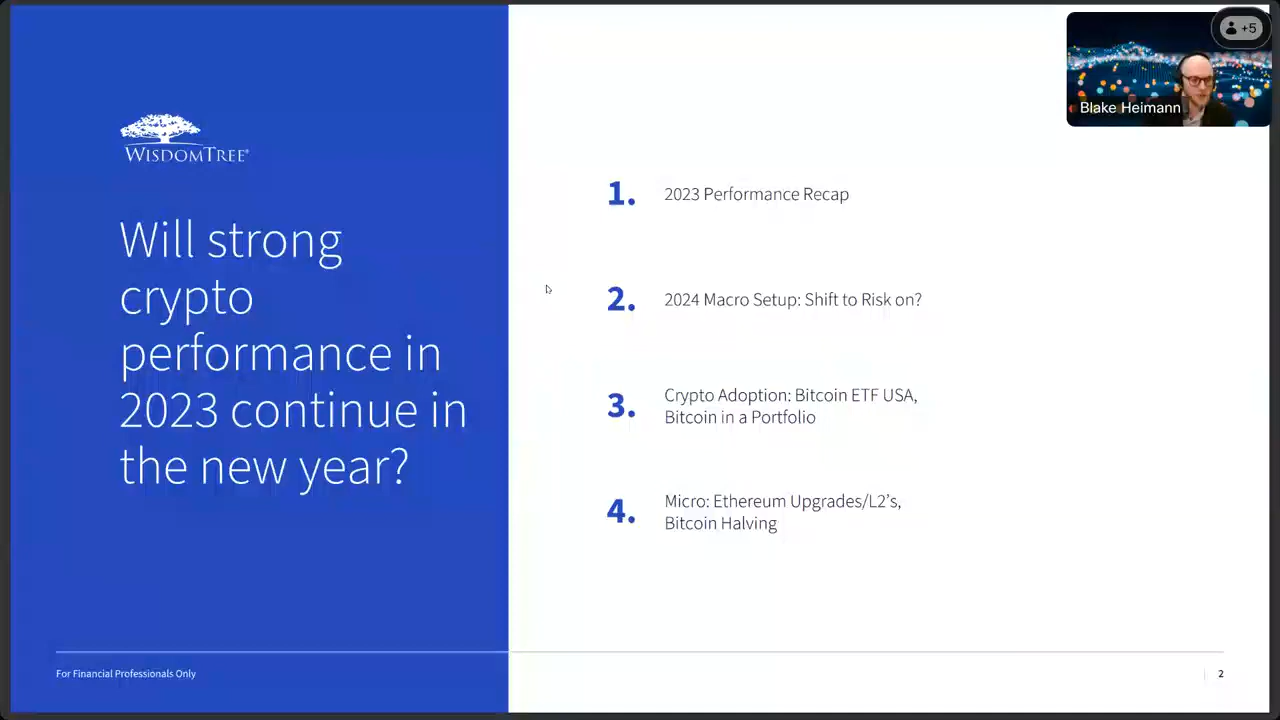 WISDOMTREE®
Will strong
crypto
performance in
2023 continue in
the new year?
1.
2023 Performance Recap
2.
2024 Macro Setup: Shift to Risk on?
3.
Crypto Adoption: Bitcoin ETF USA,
Bitcoin in a Portfolio
4.
Micro: Ethereum Upgrades/L2’s,
Bitcoin Halving
For Financial Professionals Only
2
+5
Blake Heimann